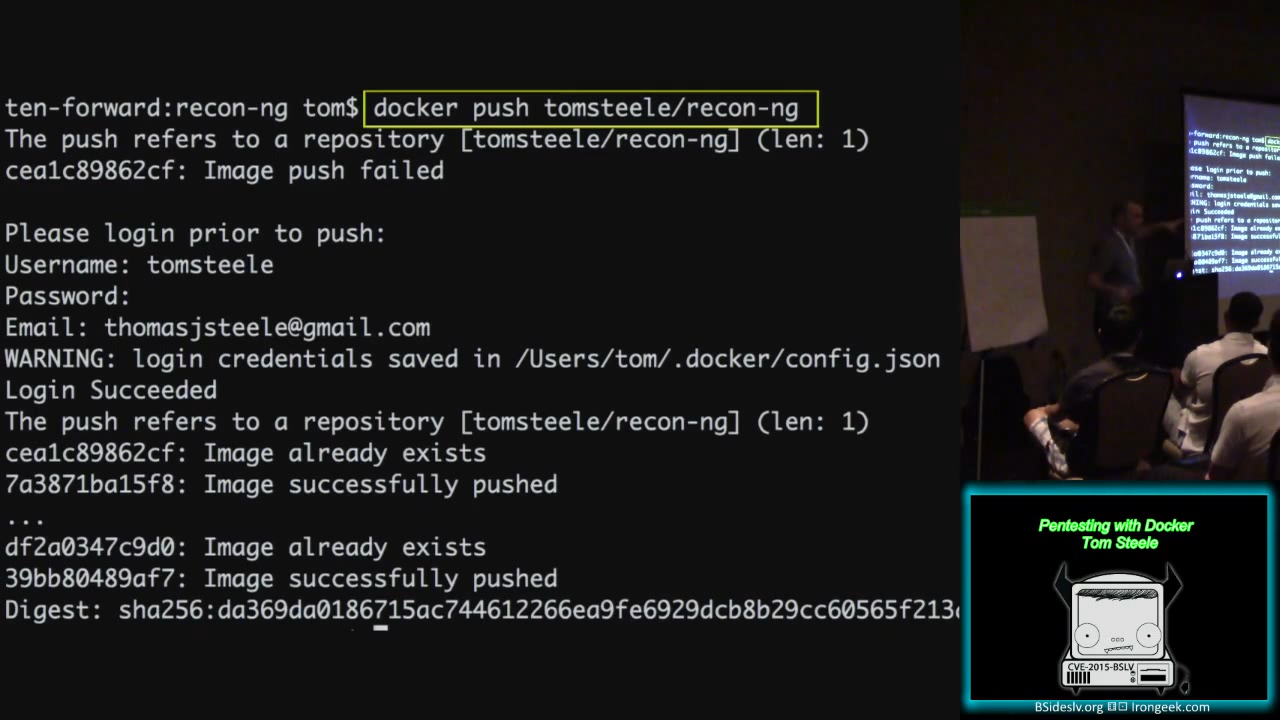 ten-forward:recon-ng tom$ docker push tomsteele/recon-ng
The push refers to a repository [tomsteele/recon-ng] (len: 1)
cea1c89862cf: Image push failed
Please login prior to push:
Username: tomsteele
Password:
Email: thomasjsteele@gmail.com
WARNING: login credentials saved in /Users/tom/.docker/config.json
Login Succeeded
The push refers to a repository [tomsteele/recon-ng] (len: 1)
cea1c89862cf: Image already exists
7a3871ba15f8: Image successfully pushed
...
df2a0347c9d0: Image already exists
39bb80489af7: Image successfully pushed
Digest: sha256:da369da0186715ac744612266ea9fe6929dcb8b29cc60565f213
Pentesting with Docker
Tom Steele
CVE-2015-BSLV
BSideslv.org
Irongeek.com